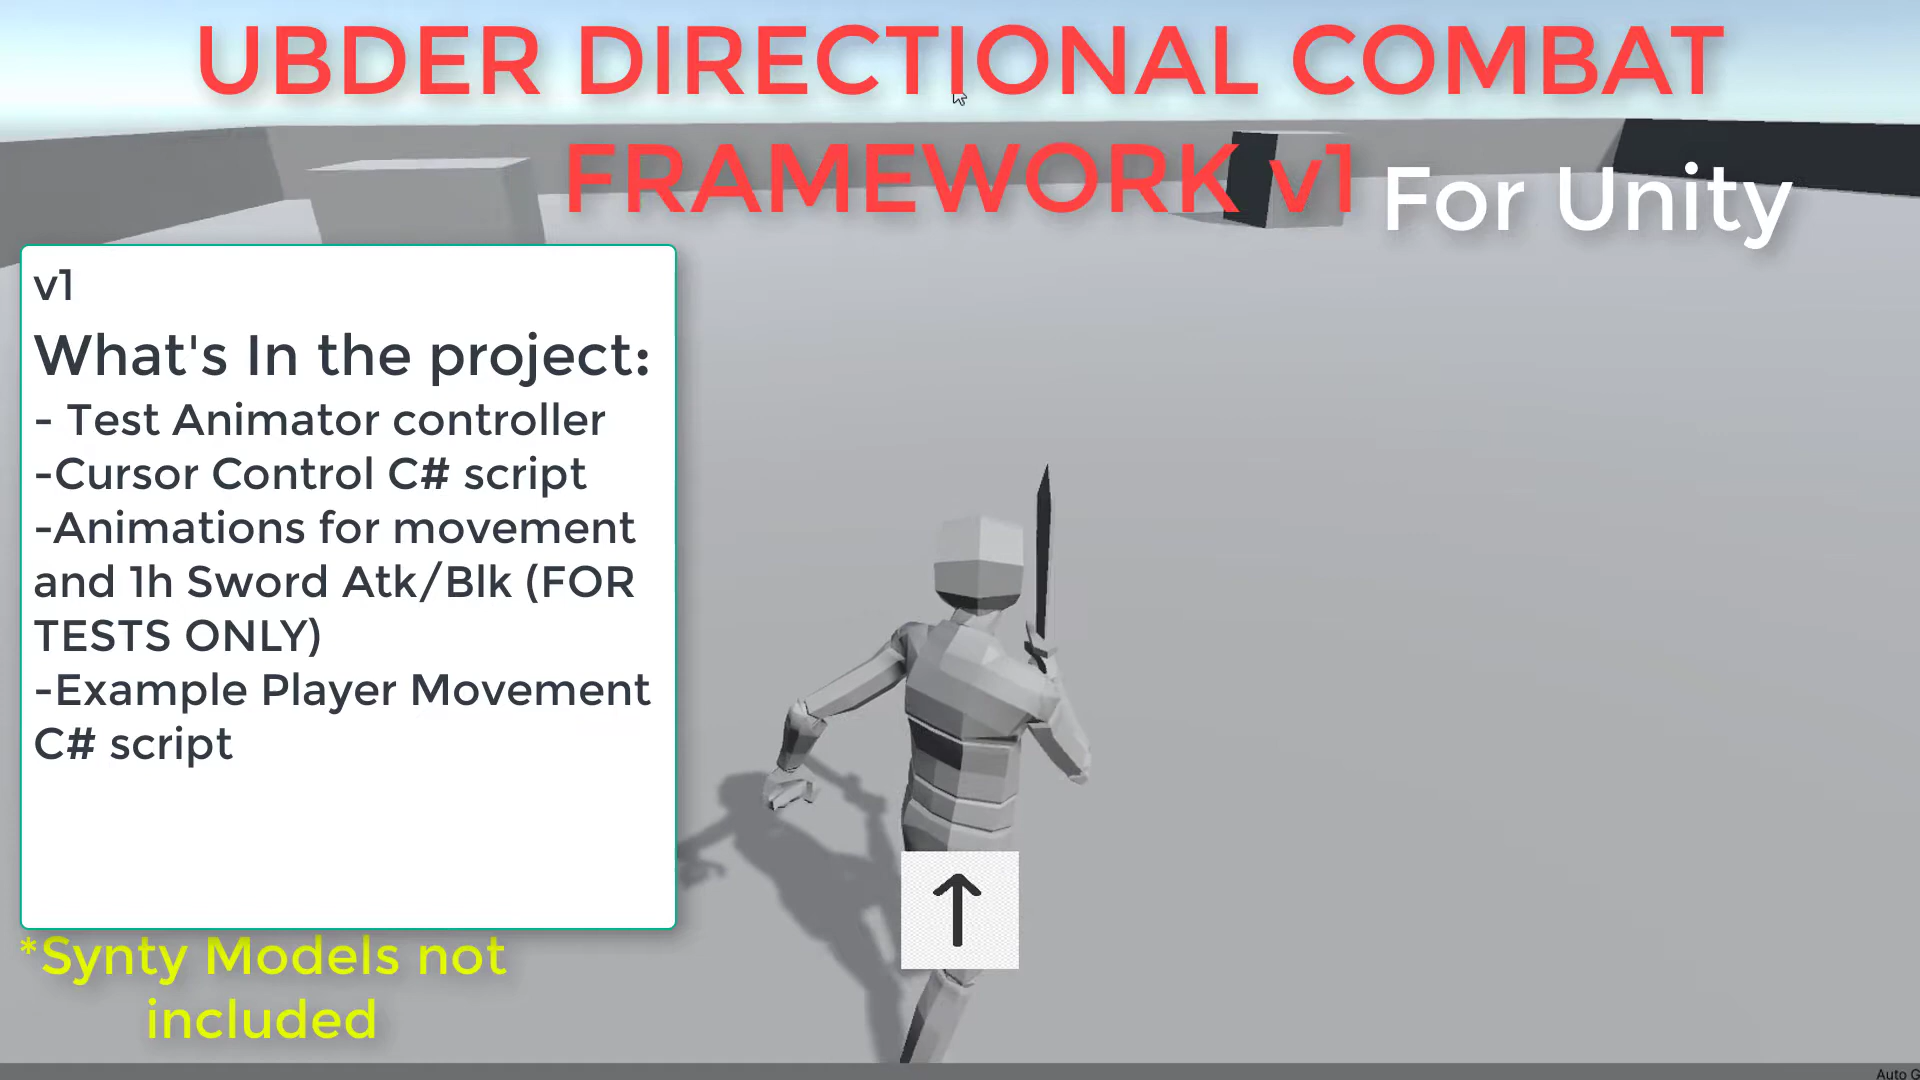 UBDER DIRECTIONAL COMBAT
FRAMEWORK v1 For Unity
v1
What's In the project:
- Test Animator controller
-Cursor Control C# script
-Animations for movement
and 1h Sword Atk/Blk (FOR
TESTS ONLY)
-Example Player Movement
C# script
*Synty Models not
included
Auto G